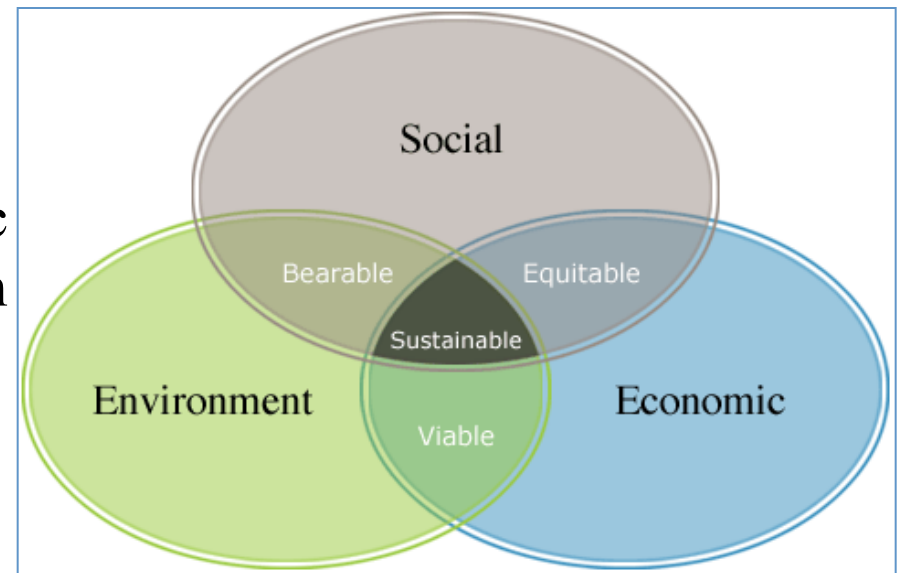 Social
Bearable
Equitable
Sustainable
Environment
Economic
Viable